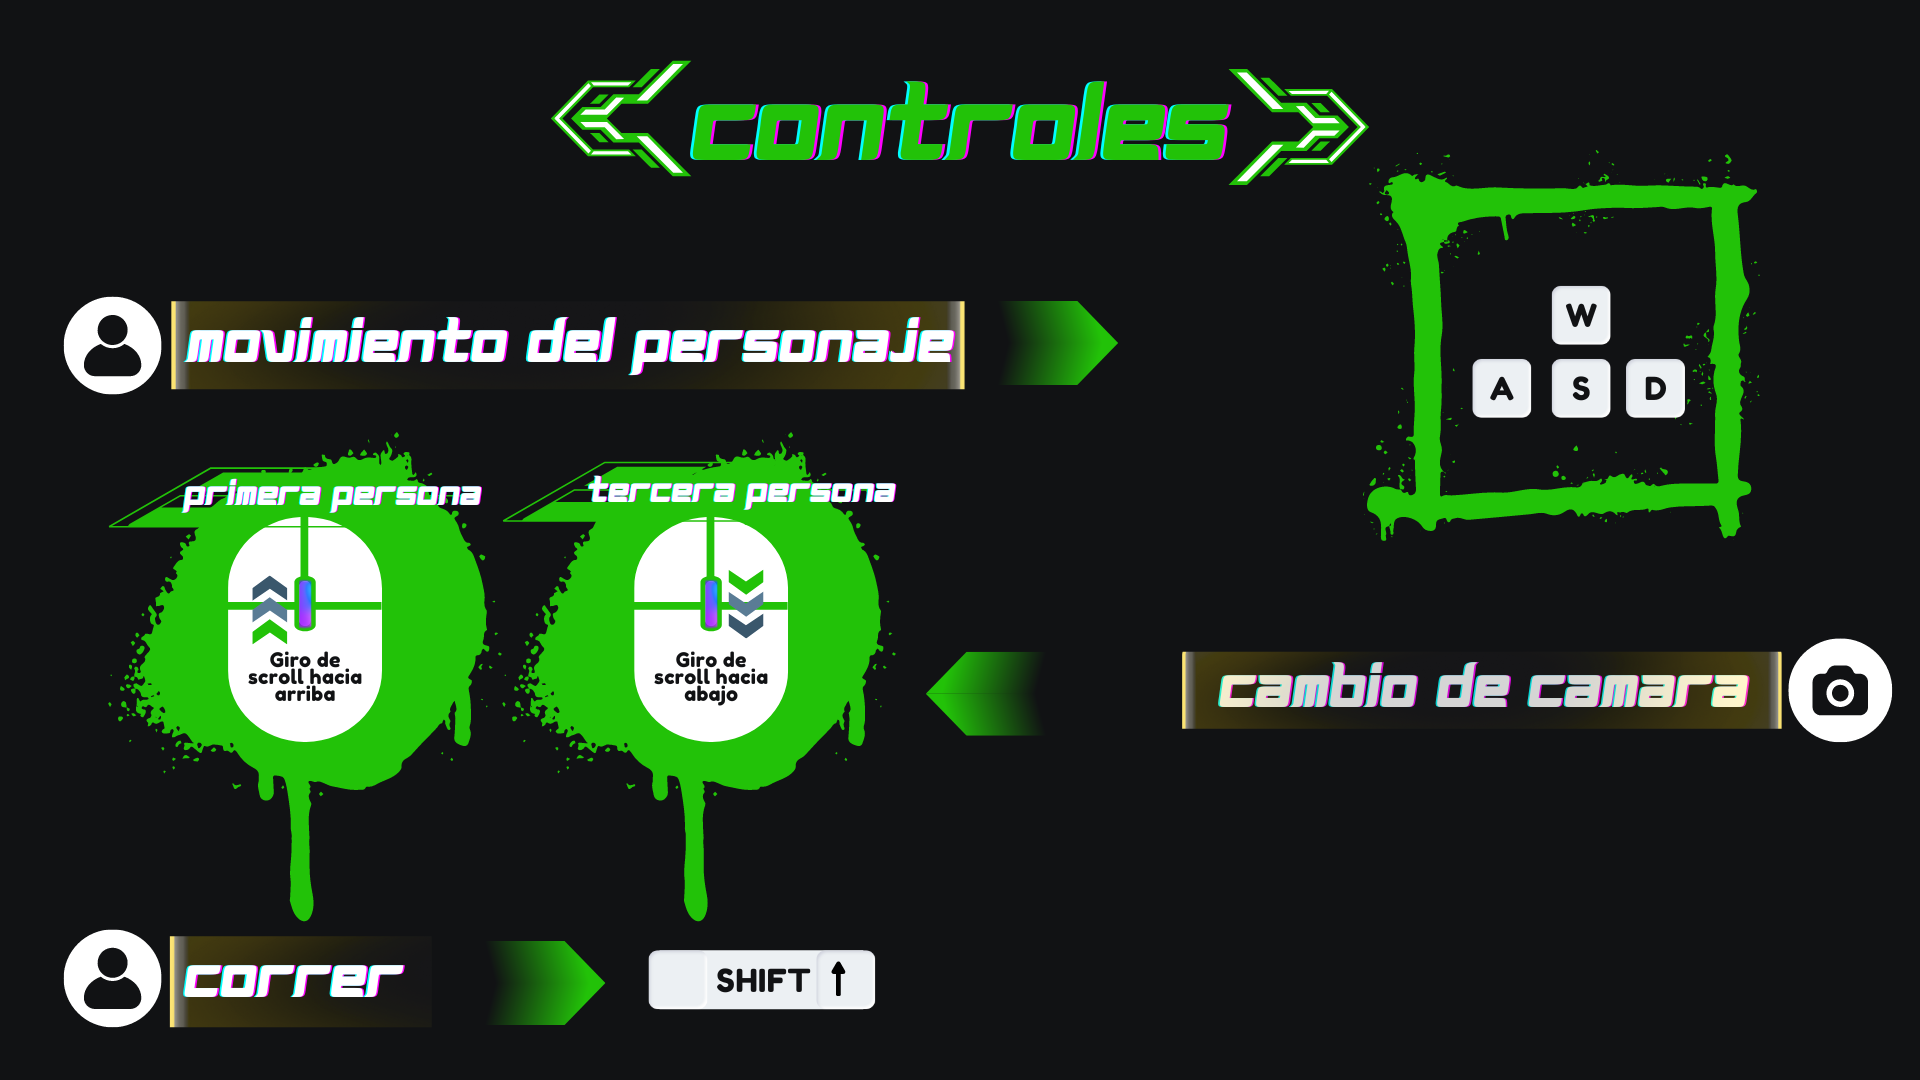 controles
movimiento del personaje
W
A S D
primera persona
Giro de
scroll hacia
arriba
tercera persona
Giro de
scroll hacia
abajo
cambio de camara
correr
SHIFT